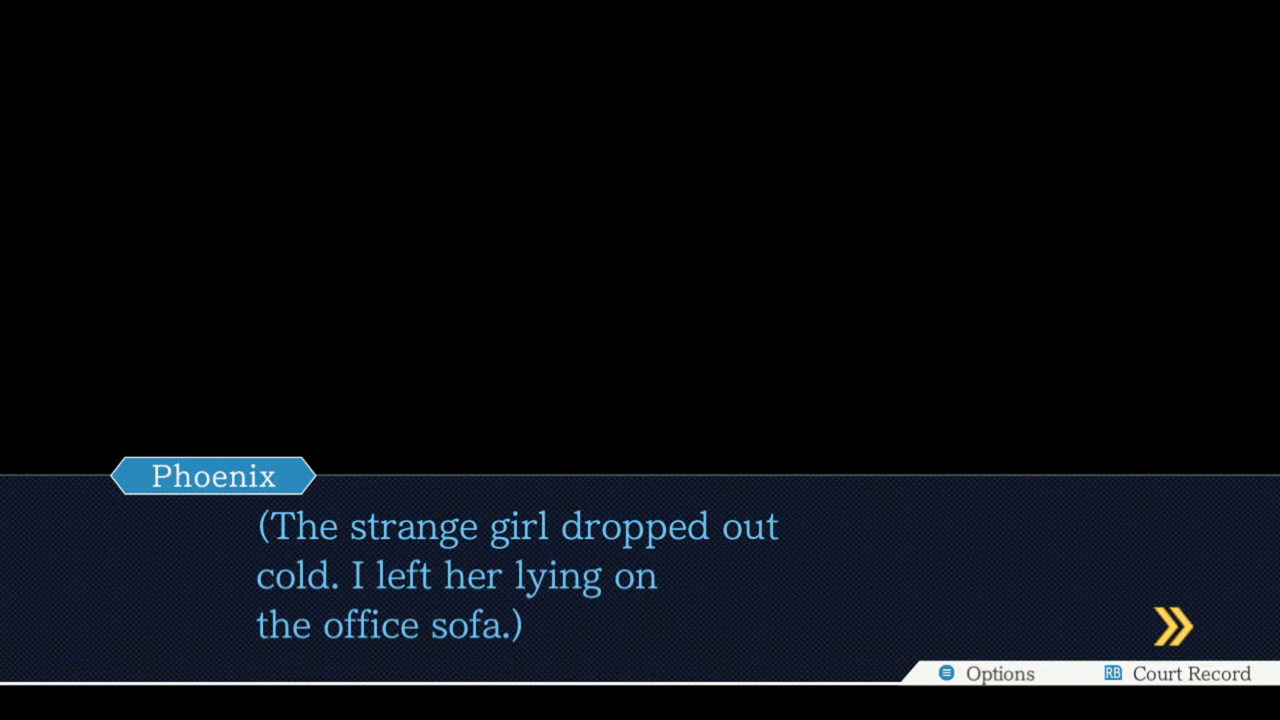 Phoenix
(The strange girl dropped out
cold. I left her lying on
the office sofa.)
Options
RB Court Record